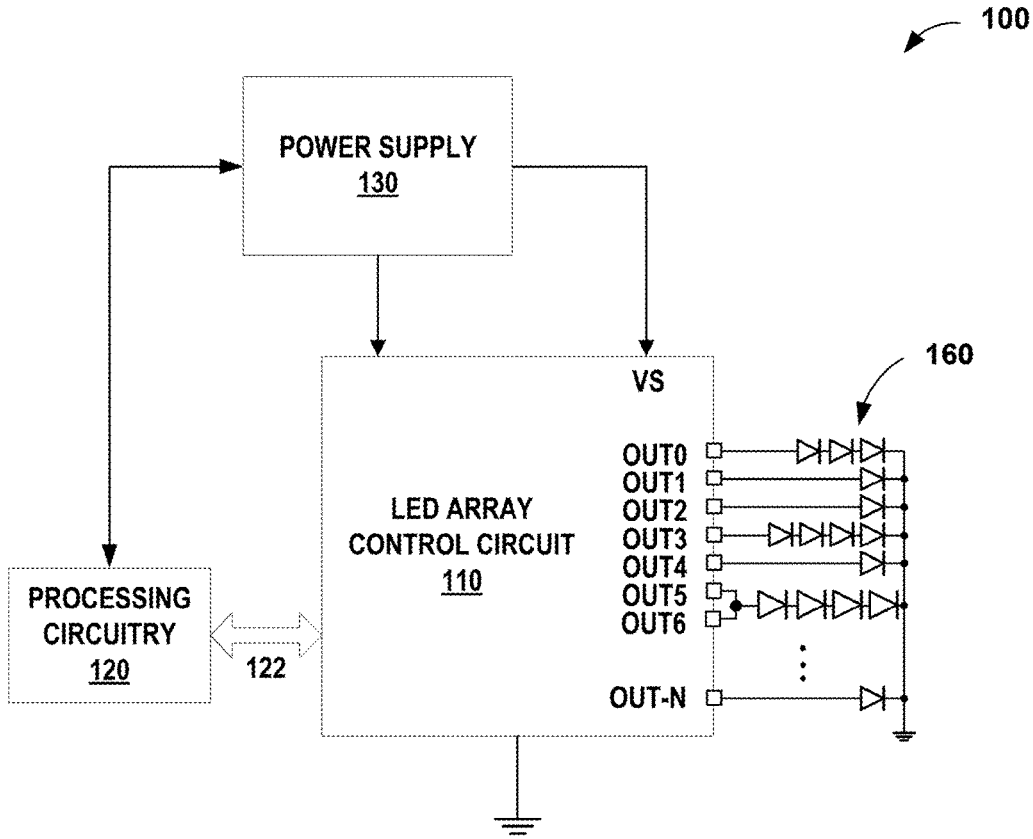 100
POWER SUPPLY
130
VS
160
OUT0
OUT1
OUT2
OUT3
OUT4
OUT5
OUT6
OUT-N
LED ARRAY
CONTROL CIRCUIT
110
PROCESSING
CIRCUITRY
120
122